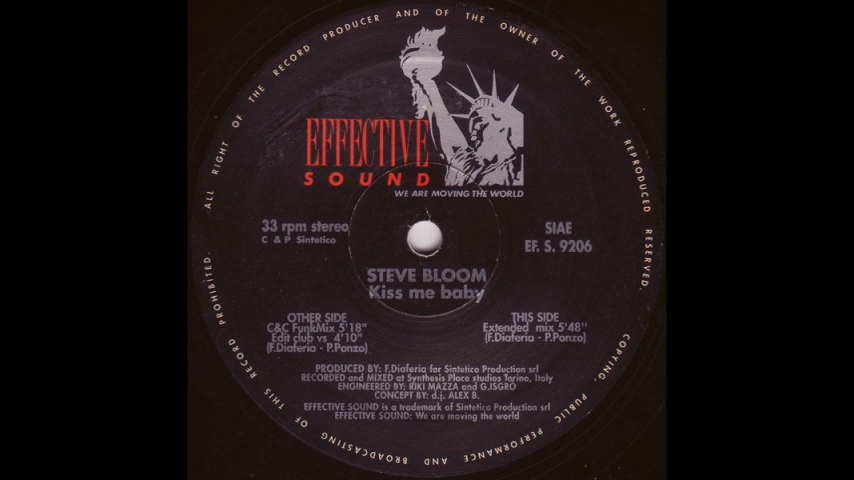 ALL RIGHT OF THE RECORD PRODUCER AND OF THE OWNER OF THE WORK REPRODUCED RESERVED. COPYING, PUBLIC PERFORMANCE AND BROADCASTING OF THIS RECORD PROHIBITED.
EFFECTIVE
SOUND
WE ARE MOVING THE WORLD
33 rpm stereo
C & P Sintetico
SIAE
EF. S. 9206
STEVE BLOOM
Kiss me baby
OTHER SIDE
C&C FunkMix 5'18"
Edit club vs 4'10"
(F.Diaferia - P.Ponzo)
THIS SIDE
Extended mix 5'48"
(F.Diaferia - P.Ponzo)
PRODUCED BY: F.Diaferia for Sintetico Production srl
RECORDED and MIXED at Synthesis Place studios Torino, Italy
ENGINEERED BY: RIKI MAZZA and G.ISGRO
CONCEPT BY: d.j. ALEX B.
EFFECTIVE SOUND is a trademark of Sintetico Production srl
EFFECTIVE SOUND: We are moving the world